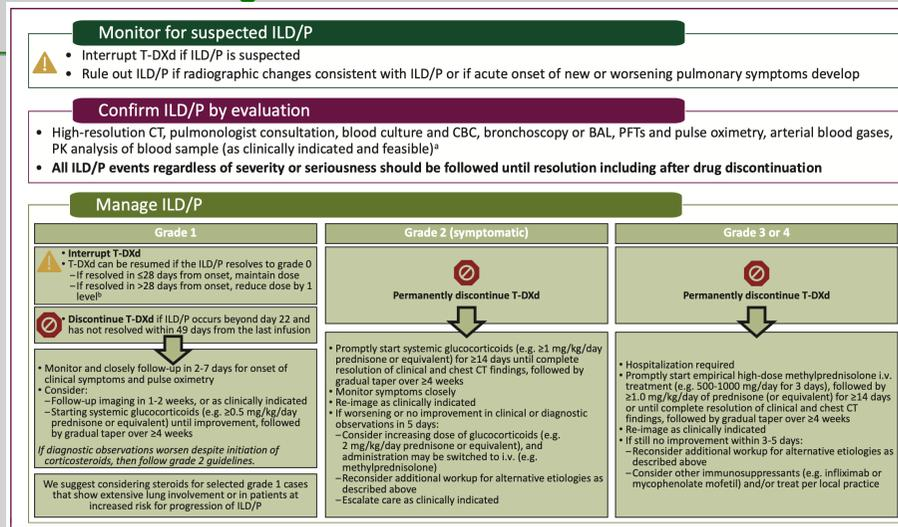 Monitor for suspected ILD/P
• Interrupt T-DXd if ILD/P is suspected
• Rule out ILD/P if radiographic changes consistent with ILD/P or if acute onset of new or worsening pulmonary symptoms develop
Confirm ILD/P by evaluation
• High-resolution CT, pulmonologist consultation, blood culture and CBC, bronchoscopy or BAL, PFTs and pulse oximetry, arterial blood gases,
PK analysis of blood sample (as clinically indicated and feasible)ᵃ
• All ILD/P events regardless of severity or seriousness should be followed until resolution including after drug discontinuation
Manage ILD/P
Grade 1
• Interrupt T-DXd
• T-DXd can be resumed if the ILD/P resolves to grade 0
–If resolved in ≤28 days from onset, maintain dose
–If resolved in >28 days from onset, reduce dose by 1
levelᵇ
• Discontinue T-DXd if ILD/P occurs beyond day 22 and
has not resolved within 49 days from the last infusion
• Monitor and closely follow-up in 2-7 days for onset of
clinical symptoms and pulse oximetry
• Consider:
–Follow-up imaging in 1-2 weeks, or as clinically indicated
–Starting systemic glucocorticoids (e.g. ≥0.5 mg/kg/day
prednisone or equivalent) until improvement, followed
by gradual taper over ≥4 weeks
If diagnostic observations worsen despite initiation of
corticosteroids, then follow grade 2 guidelines.
We suggest considering steroids for selected grade 1 cases
that show extensive lung involvement or in patients at
increased risk for progression of ILD/P
Grade 2 (symptomatic)
Permanently discontinue T-DXd
• Promptly start systemic glucocorticoids (e.g. ≥1 mg/kg/day
prednisone or equivalent) for ≥14 days until complete
resolution of clinical and chest CT findings, followed by
gradual taper over ≥4 weeks
• Monitor symptoms closely
• Re-image as clinically indicated
• If worsening or no improvement in clinical or diagnostic
observations in 5 days:
–Consider increasing dose of glucocorticoids (e.g.
2 mg/kg/day prednisone or equivalent), and
administration may be switched to i.v. (e.g.
methylprednisolone)
–Reconsider additional workup for alternative etiologies as
described above
–Escalate care as clinically indicated
Grade 3 or 4
Permanently discontinue T-DXd
• Hospitalization required
• Promptly start empirical high-dose methylprednisolone i.v.
treatment (e.g. 500-1000 mg/day for 3 days), followed by
≥1.0 mg/kg/day of prednisone (or equivalent) for ≥14 days
or until complete resolution of clinical and chest CT
findings, followed by gradual taper over ≥4 weeks
• Re-image as clinically indicated
• If still no improvement within 3-5 days:
–Reconsider additional workup for alternative etiologies as
described above
–Consider other immunosuppressants (e.g. infliximab or
mycophenolate mofetil) and/or treat per local practice